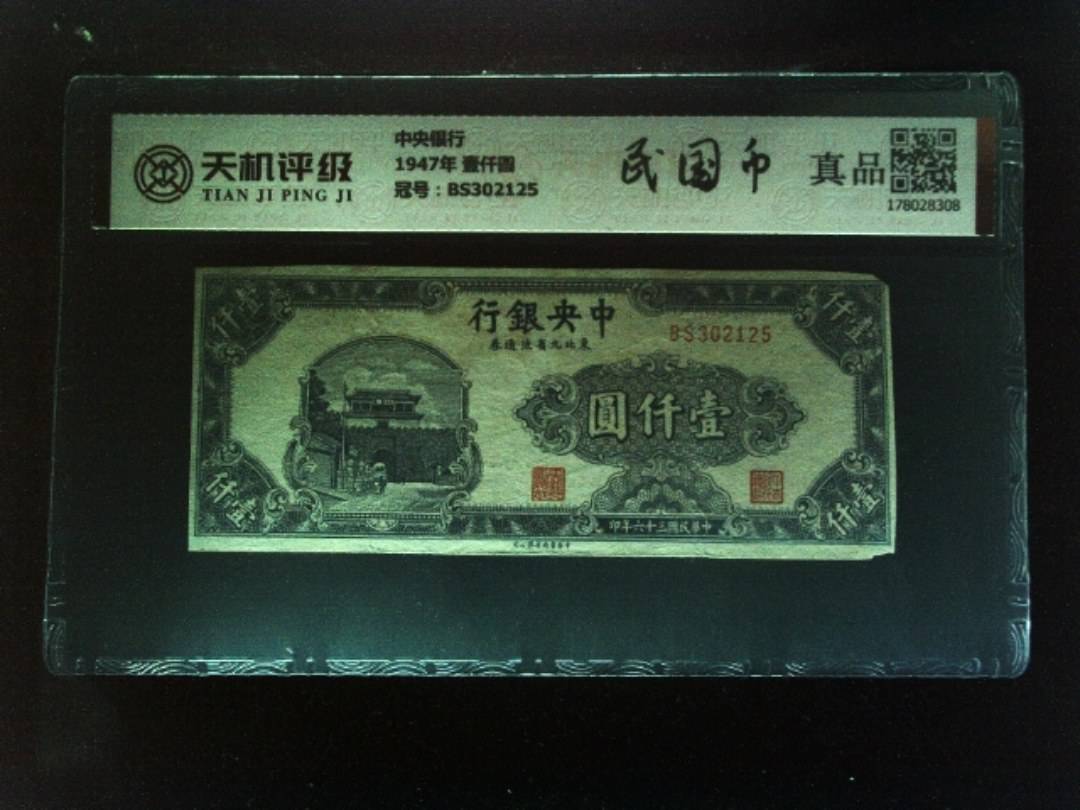 天机评级
TIAN JI PING JI
中央银行
1947年 壹仟圆
冠号：BS302125
民国币
真品
178028308
行銀央中
券通流省九北東
BS302125
圓仟壹
仟壹
仟壹
仟壹
仟壹
印年六十三國民華中